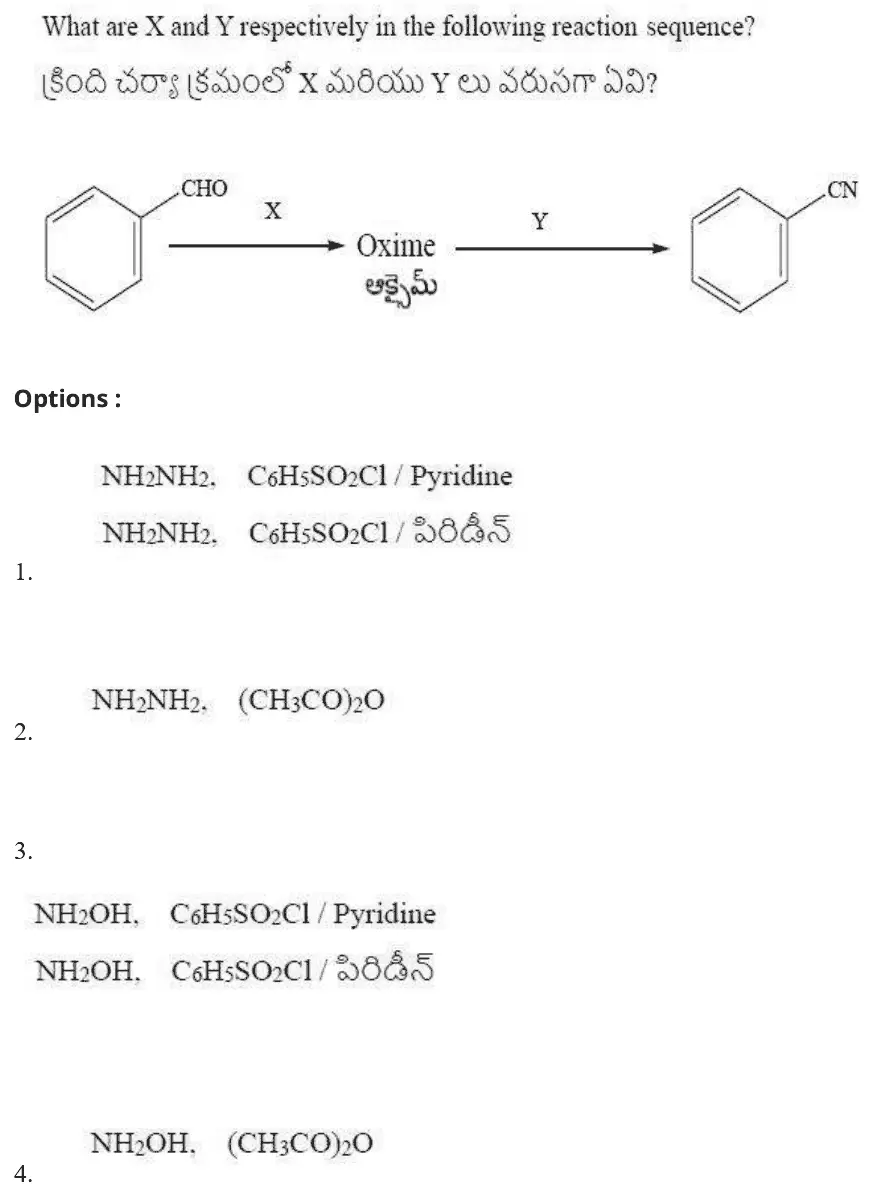 What are X and Y respectively in the following reaction sequence?
క్రింది చర్యా క్రమంలో X మరియు Y లు వరుసగా ఏవి?
CHO
X
Oxime
ఆక్సైమ్
Y
CN
Options :
NH2NH2, C6H5SO2Cl / Pyridine
NH2NH2, C6H5SO2Cl / పిరిడీన్
1.
NH2NH2, (CH3CO)2O
2.
3.
NH2OH, C6H5SO2Cl / Pyridine
NH2OH, C6H5SO2Cl / పిరిడీన్
NH2OH, (CH3CO)2O
4.